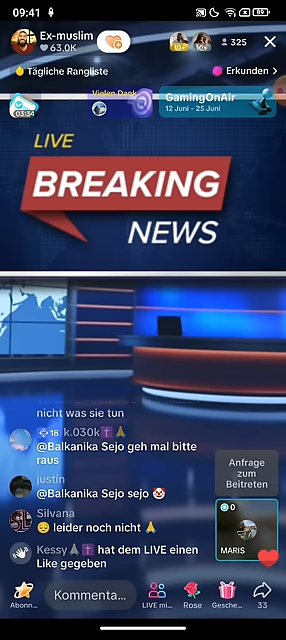 09:41
89
Ex-muslim
63.0K
10+
10+
325
Tägliche Rangliste
Erkunden >
Vielen Dank
03:34
GamingOnAir
12 Juni - 25 Juni
LIVE
BREAKING
NEWS
nicht was sie tun
18 k.030k✝️🙏
@Balkanika Sejo geh mal bitte
raus
justin
@Balkanika Sejo sejo 🤡
Silvana
😔 leider noch nicht 🙏
Kessy🙏✝️ hat dem LIVE einen
Like gegeben
Anfrage
zum
Beitreten
0
MARIS
Abonn...
Kommenta...
LIVE mi...
Rose
Gesche...
33